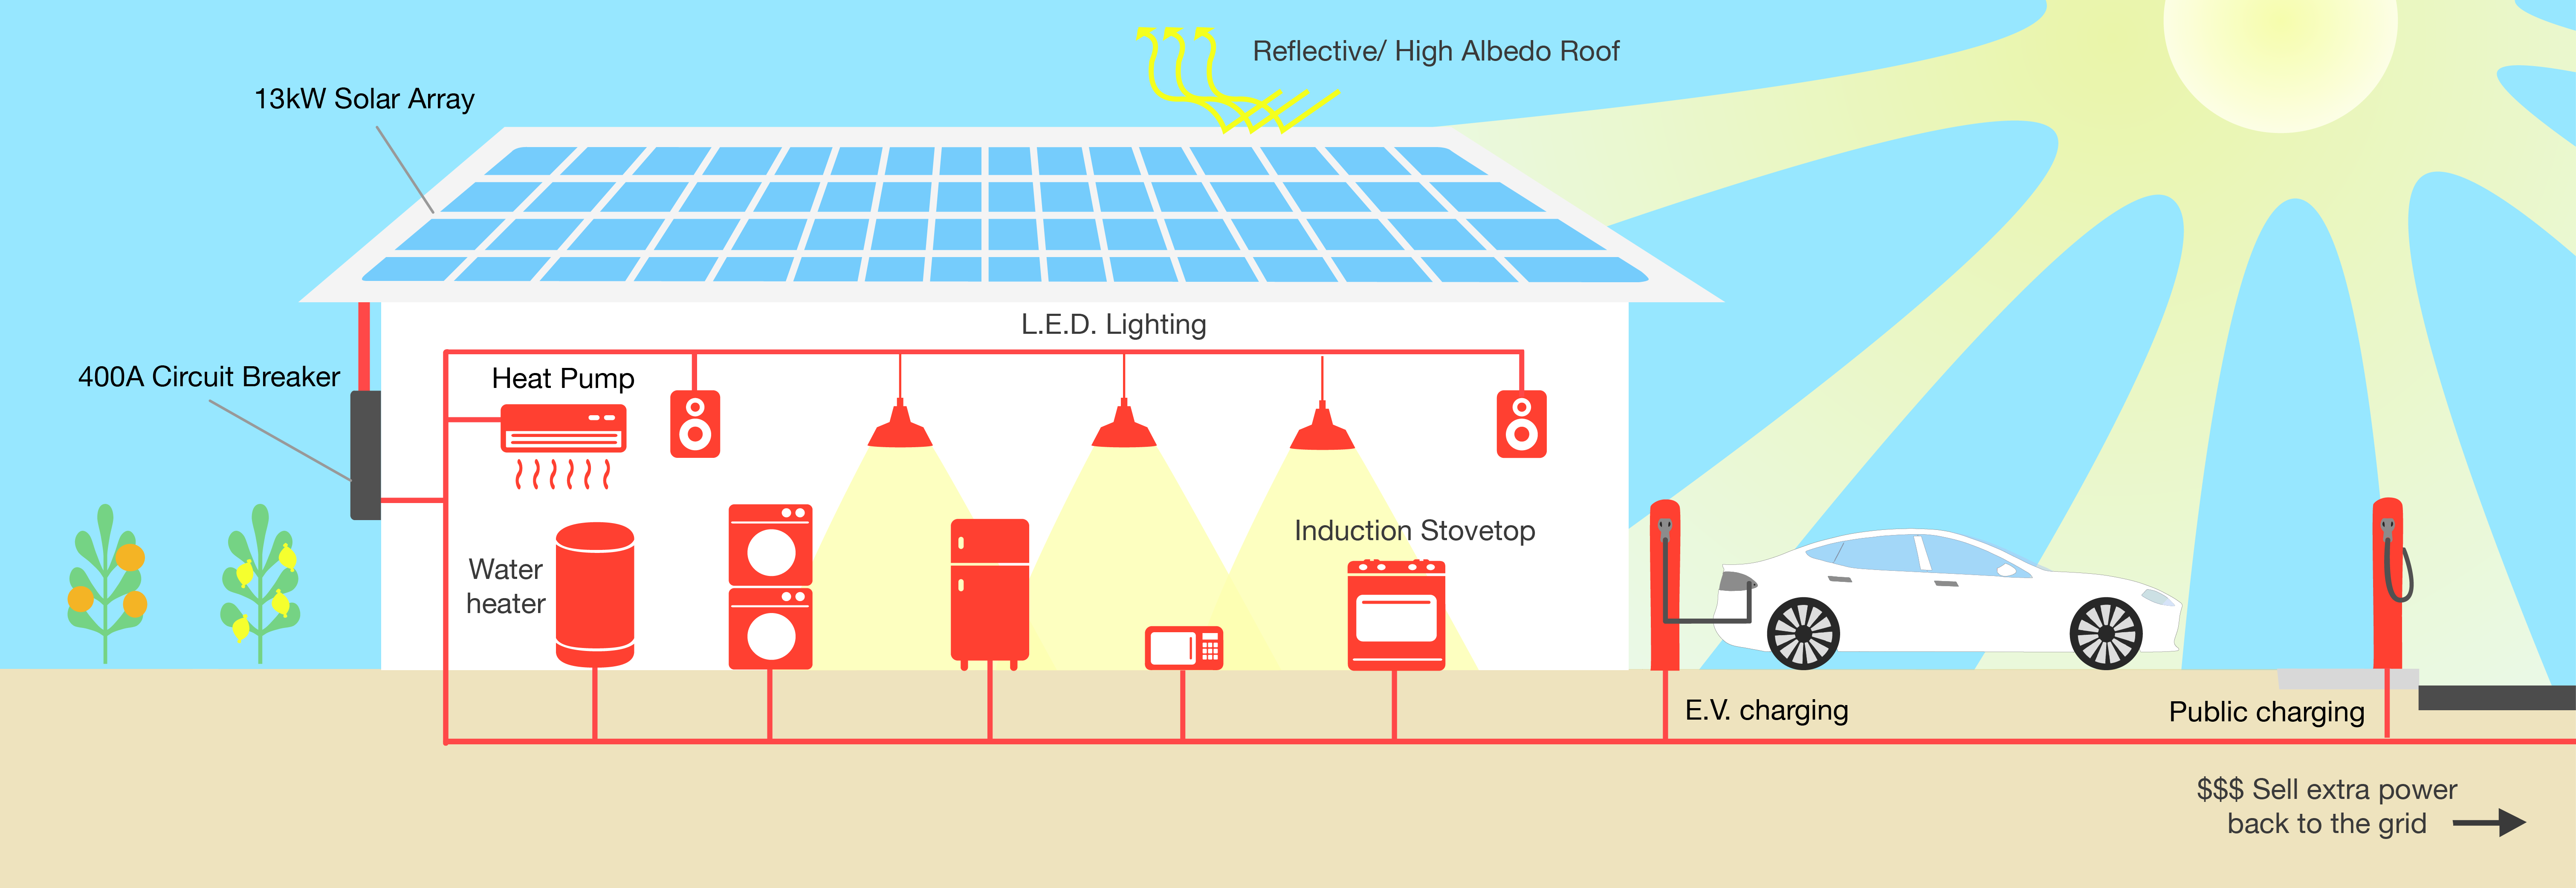 Reflective/ High Albedo Roof
13kW Solar Array
L.E.D. Lighting
400A Circuit Breaker
Heat Pump
Induction Stovetop
Water
heater
E.V. charging
Public charging
$$$ Sell extra power
back to the grid